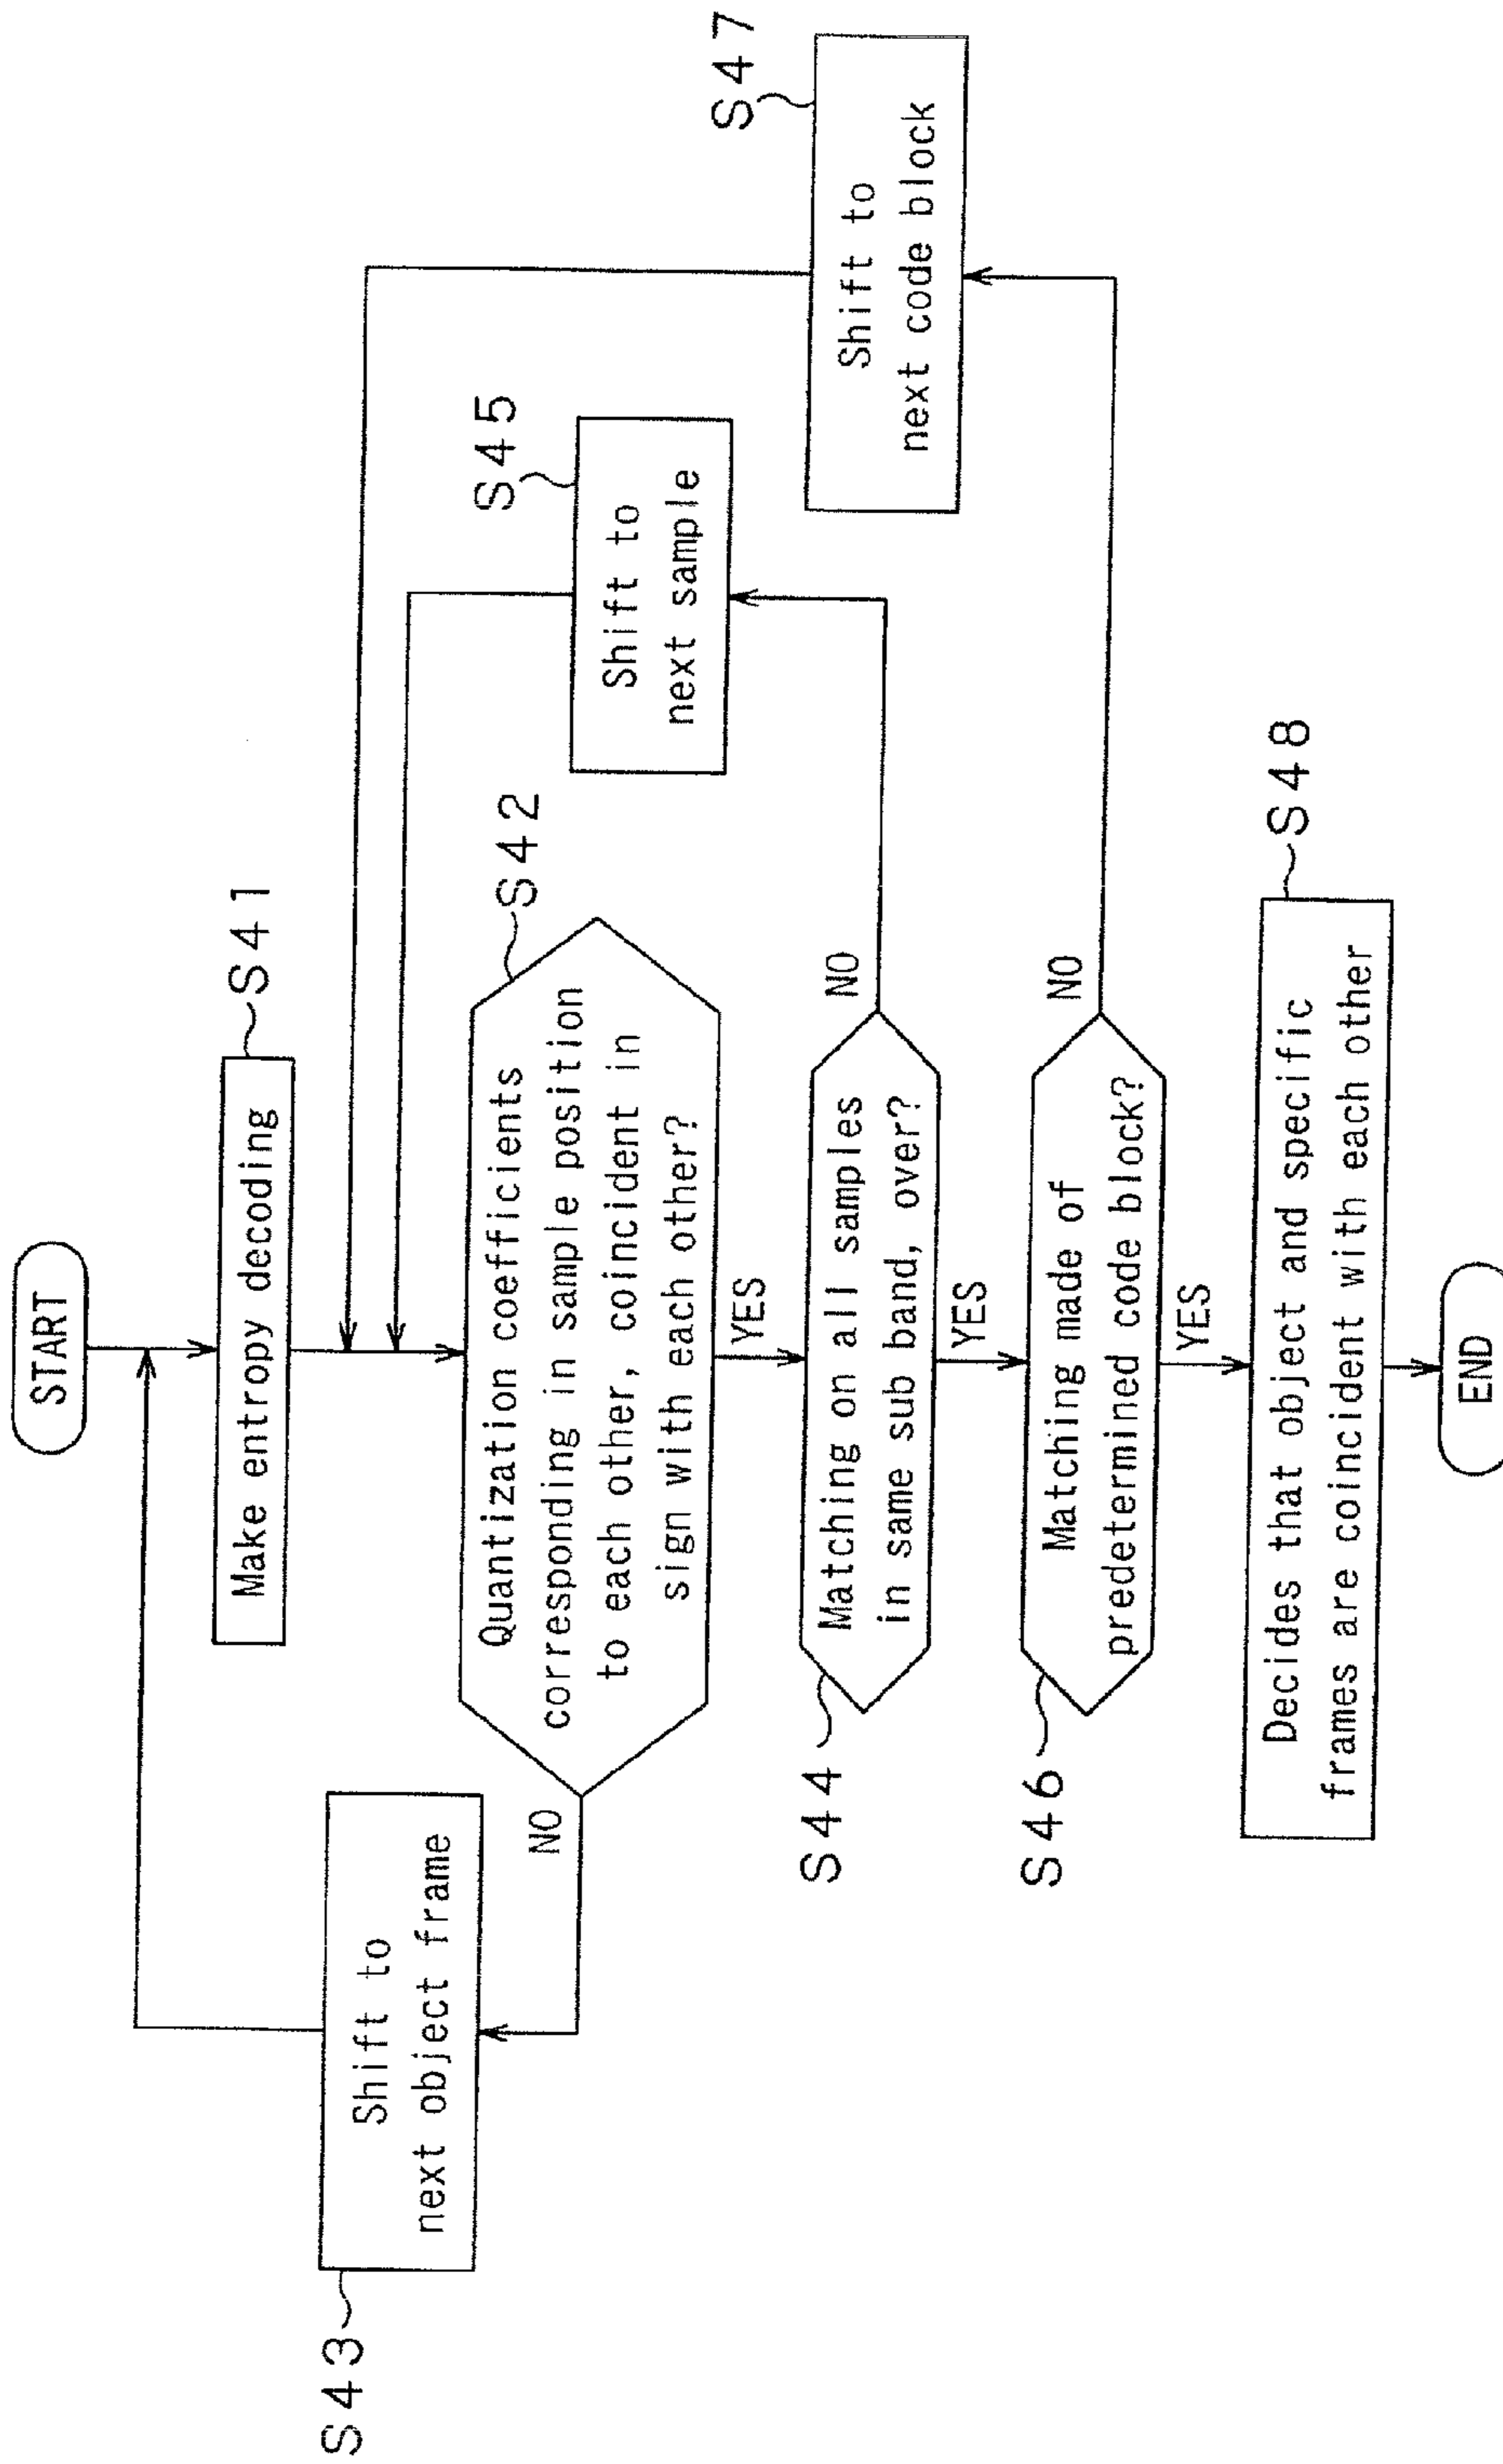 START
Make entropy decoding
S41
Quantization coefficients
corresponding in sample position
to each other, coincident in
sign with each other?
S42
NO
YES
Shift to
next object frame
S43
Matching on all samples
in same sub band, over?
S44
NO
YES
Shift to
next sample
S45
Matching made of
predetermined code block?
S46
NO
YES
Shift to
next code block
S47
Decides that object and specific
frames are coincident with each other
S48
END